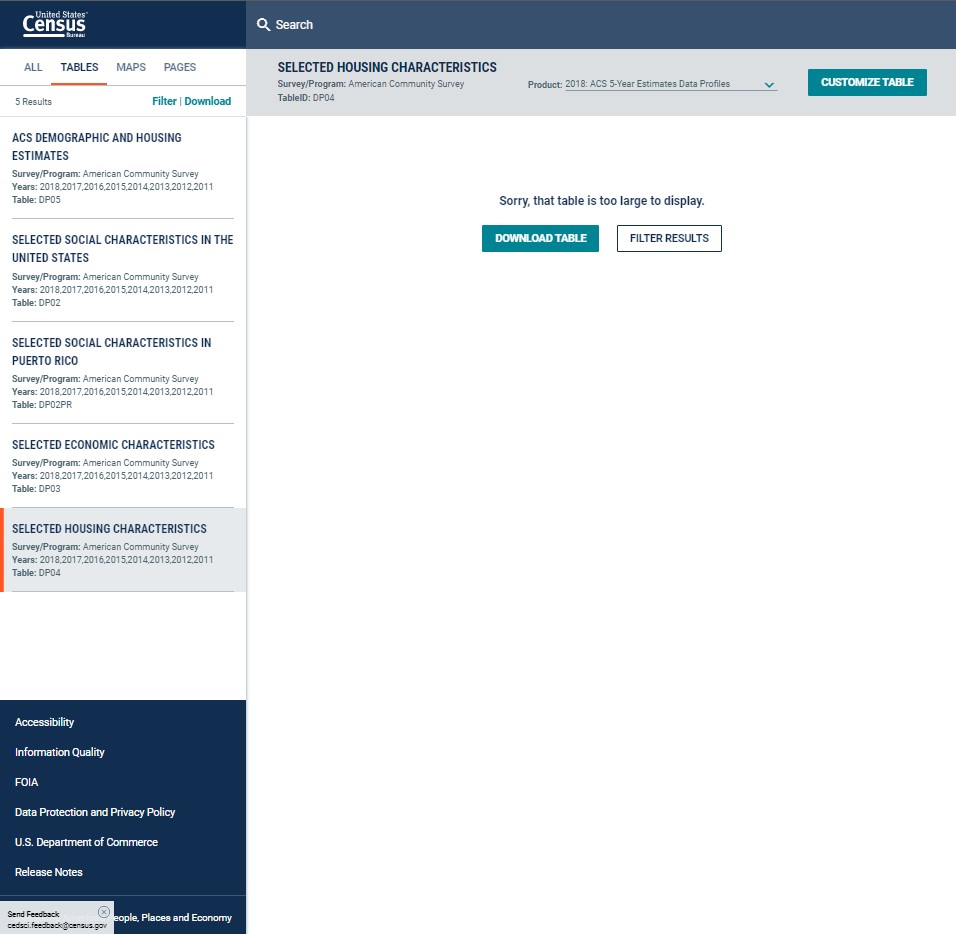 United States®
Census
Bureau
Search
ALL TABLES MAPS PAGES
5 Results Filter | Download
ACS DEMOGRAPHIC AND HOUSING
ESTIMATES
Survey/Program: American Community Survey
Years: 2018,2017,2016,2015,2014,2013,2012,2011
Table: DP05
SELECTED SOCIAL CHARACTERISTICS IN THE
UNITED STATES
Survey/Program: American Community Survey
Years: 2018,2017,2016,2015,2014,2013,2012,2011
Table: DP02
SELECTED SOCIAL CHARACTERISTICS IN
PUERTO RICO
Survey/Program: American Community Survey
Years: 2018,2017,2016,2015,2014,2013,2012,2011
Table: DP02PR
SELECTED ECONOMIC CHARACTERISTICS
Survey/Program: American Community Survey
Years: 2018,2017,2016,2015,2014,2013,2012,2011
Table: DP03
SELECTED HOUSING CHARACTERISTICS
Survey/Program: American Community Survey
Years: 2018,2017,2016,2015,2014,2013,2012,2011
Table: DP04
Accessibility
Information Quality
FOIA
Data Protection and Privacy Policy
U.S. Department of Commerce
Release Notes
eople, Places and Economy
Send Feedback
cedsci.feedback@census.gov
SELECTED HOUSING CHARACTERISTICS
Survey/Program: American Community Survey
TableID: DP04
Product: 2018: ACS 5-Year Estimates Data Profiles
CUSTOMIZE TABLE
Sorry, that table is too large to display.
DOWNLOAD TABLE FILTER RESULTS